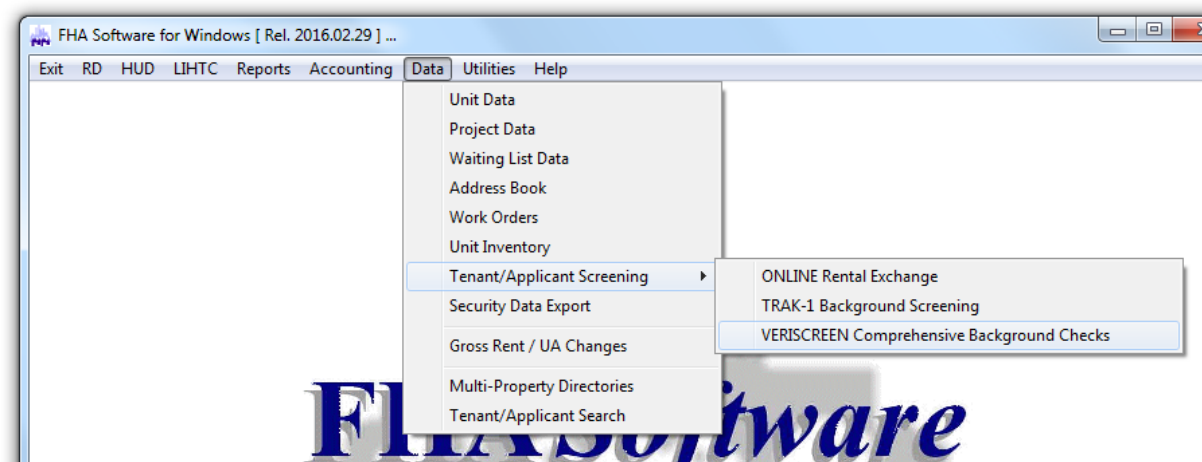 FHA Software for Windows [ Rel. 2016.02.29 ] ...
Exit RD HUD LIHTC Reports Accounting Data Utilities Help
Unit Data
Project Data
Waiting List Data
Address Book
Work Orders
Unit Inventory
Tenant/Applicant Screening
Security Data Export
Gross Rent / UA Changes
Multi-Property Directories
Tenant/Applicant Search
ONLINE Rental Exchange
TRAK-1 Background Screening
VERISCREEN Comprehensive Background Checks
FHA Software